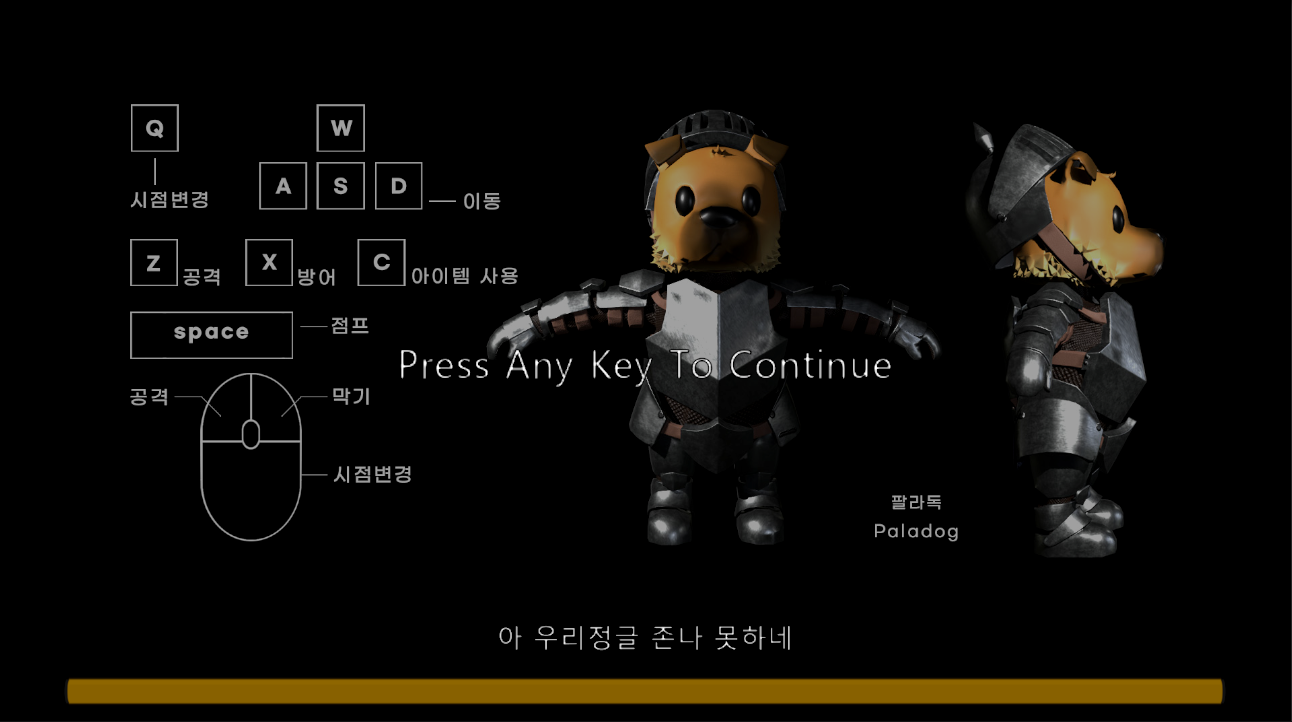 Q
W
시점변경
A S D 이동
Z 공격 X 방어 C 아이템 사용
space 점프
Press Any Key To Continue
공격 막기
시점변경
팔라독
Paladog
아 우리정글 존나 못하네